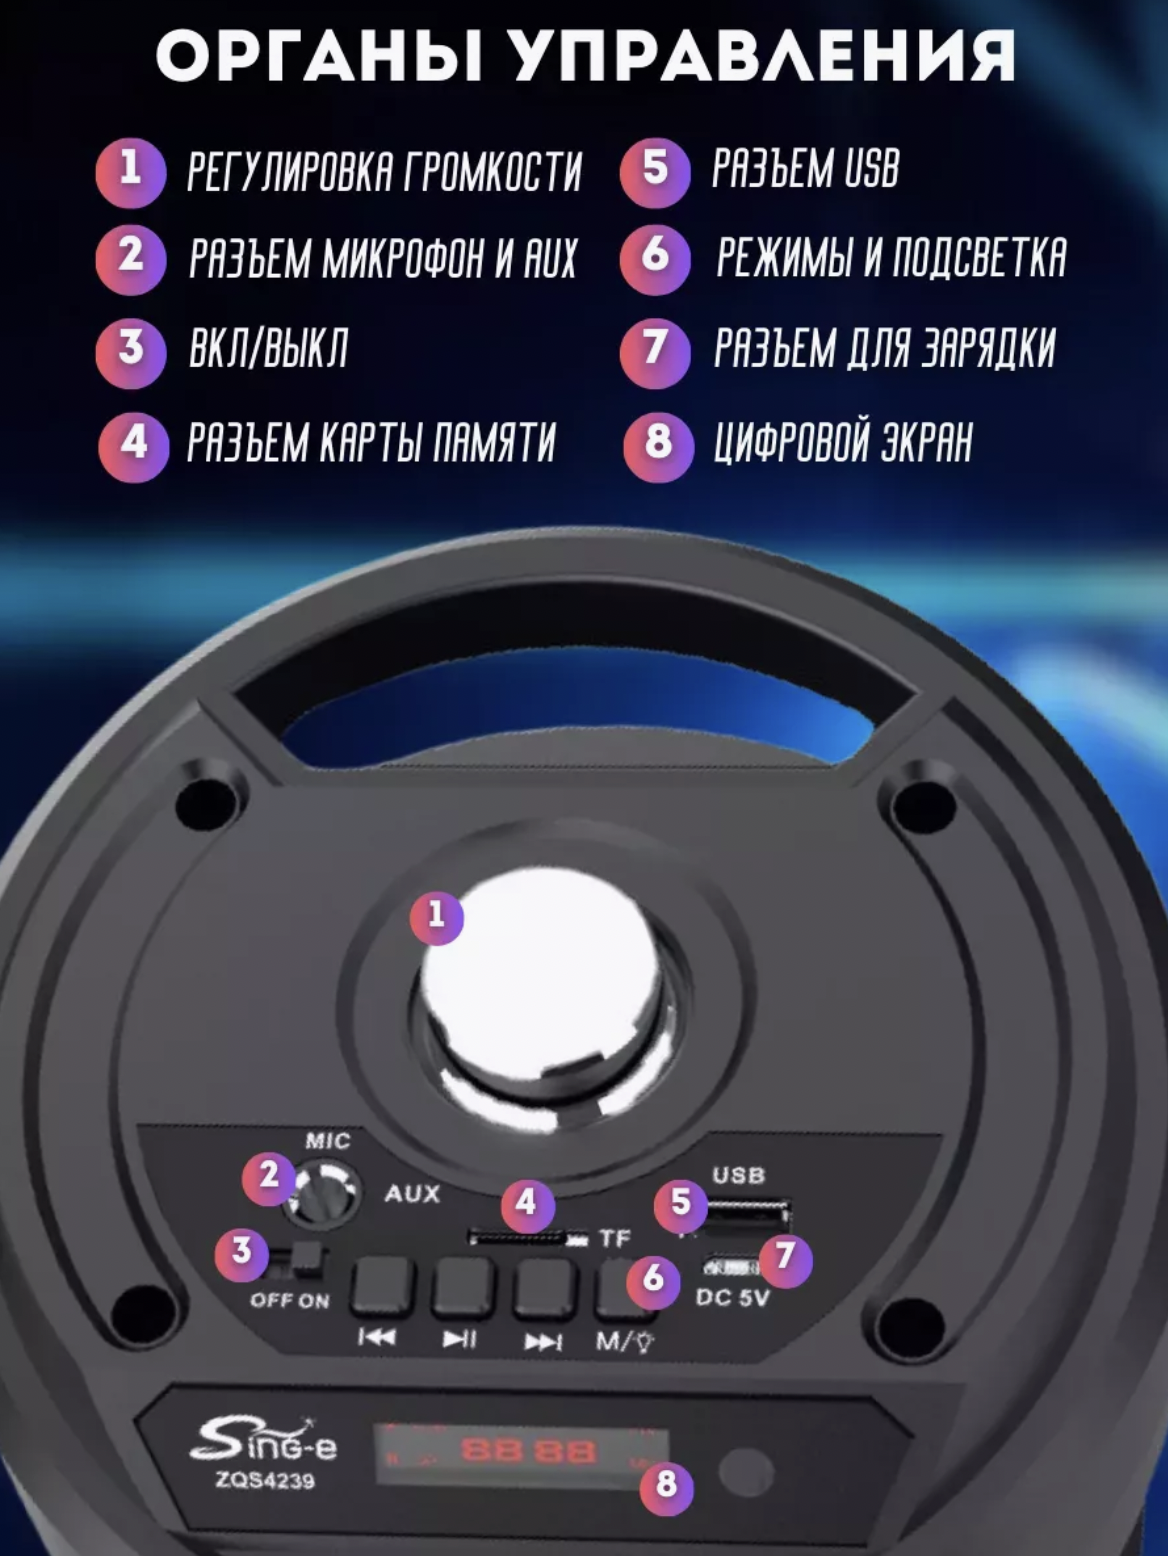 ОРГАНЫ УПРАВЛЕНИЯ
1 РЕГУЛИРОВКА ГРОМКОСТИ
2 РАЗЪЕМ МИКРОФОН И AUX
3 ВКЛ/ВЫКЛ
4 РАЗЪЕМ КАРТЫ ПАМЯТИ
5 РАЗЪЕМ USB
6 РЕЖИМЫ И ПОДСВЕТКА
7 РАЗЪЕМ ДЛЯ ЗАРЯДКИ
8 ЦИФРОВОЙ ЭКРАН
1
MIC
2 AUX
USB
4 5
3 TF
6 7
OFF ON DC 5V
M/
SING-e
88 88
ZQS4239
8